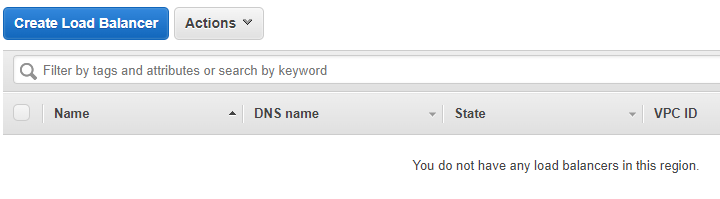 Create Load Balancer Actions
Filter by tags and attributes or search by keyword
Name DNS name State VPC ID
You do not have any load balancers in this region.